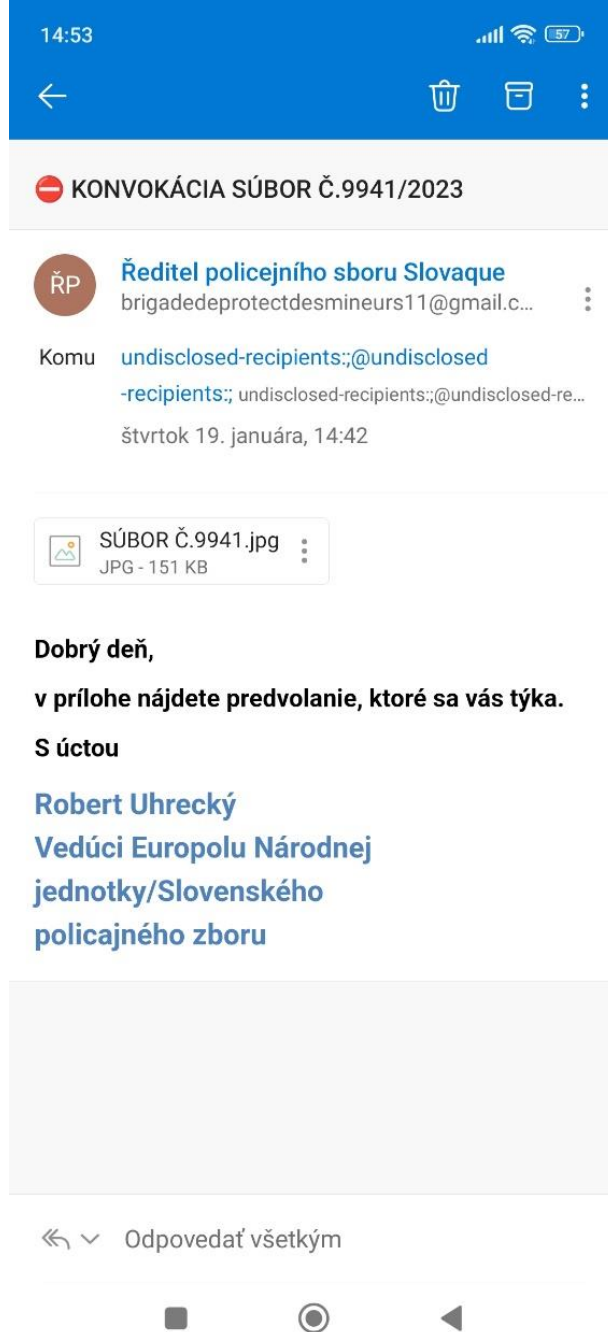 14:53
57
KONVOKÁCIA SÚBOR Č.9941/2023
ŘP
Ředitel policejního sboru Slovaque
brigadedeprotectdesmineurs11@gmail.c...
Komu undisclosed-recipients:;@undisclosed
-recipients:; undisclosed-recipients:;@undisclosed-re...
štvrtok 19. januára, 14:42
SÚBOR Č.9941.jpg
JPG - 151 KB
Dobrý deň,
v prílohe nájdete predvolanie, ktoré sa vás týka.
S úctou
Robert Uhrecký
Vedúci Europolu Národnej
jednotky/Slovenského
policajného zboru
Odpovedať všetkým